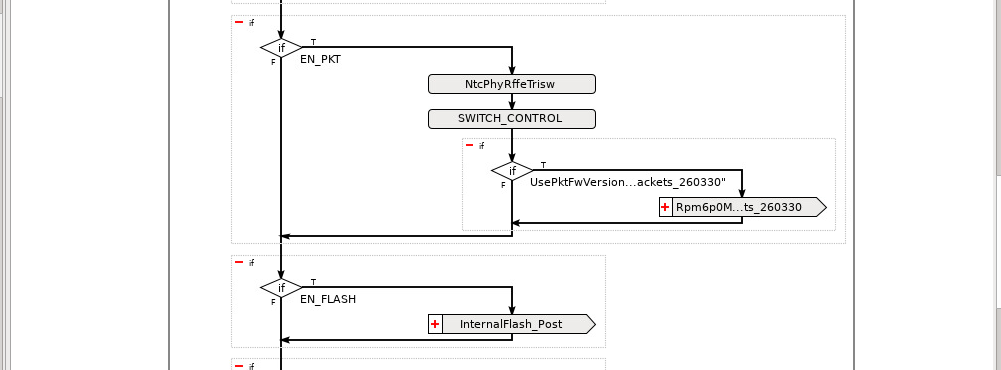 if
if
T
F
EN_PKT
NtcPhyRffeTrisw
SWITCH_CONTROL
if
if
T
F
UsePktFwVersion...ackets_260330"
Rpm6p0M...ts_260330
if
if
T
F
EN_FLASH
InternalFlash_Post
if